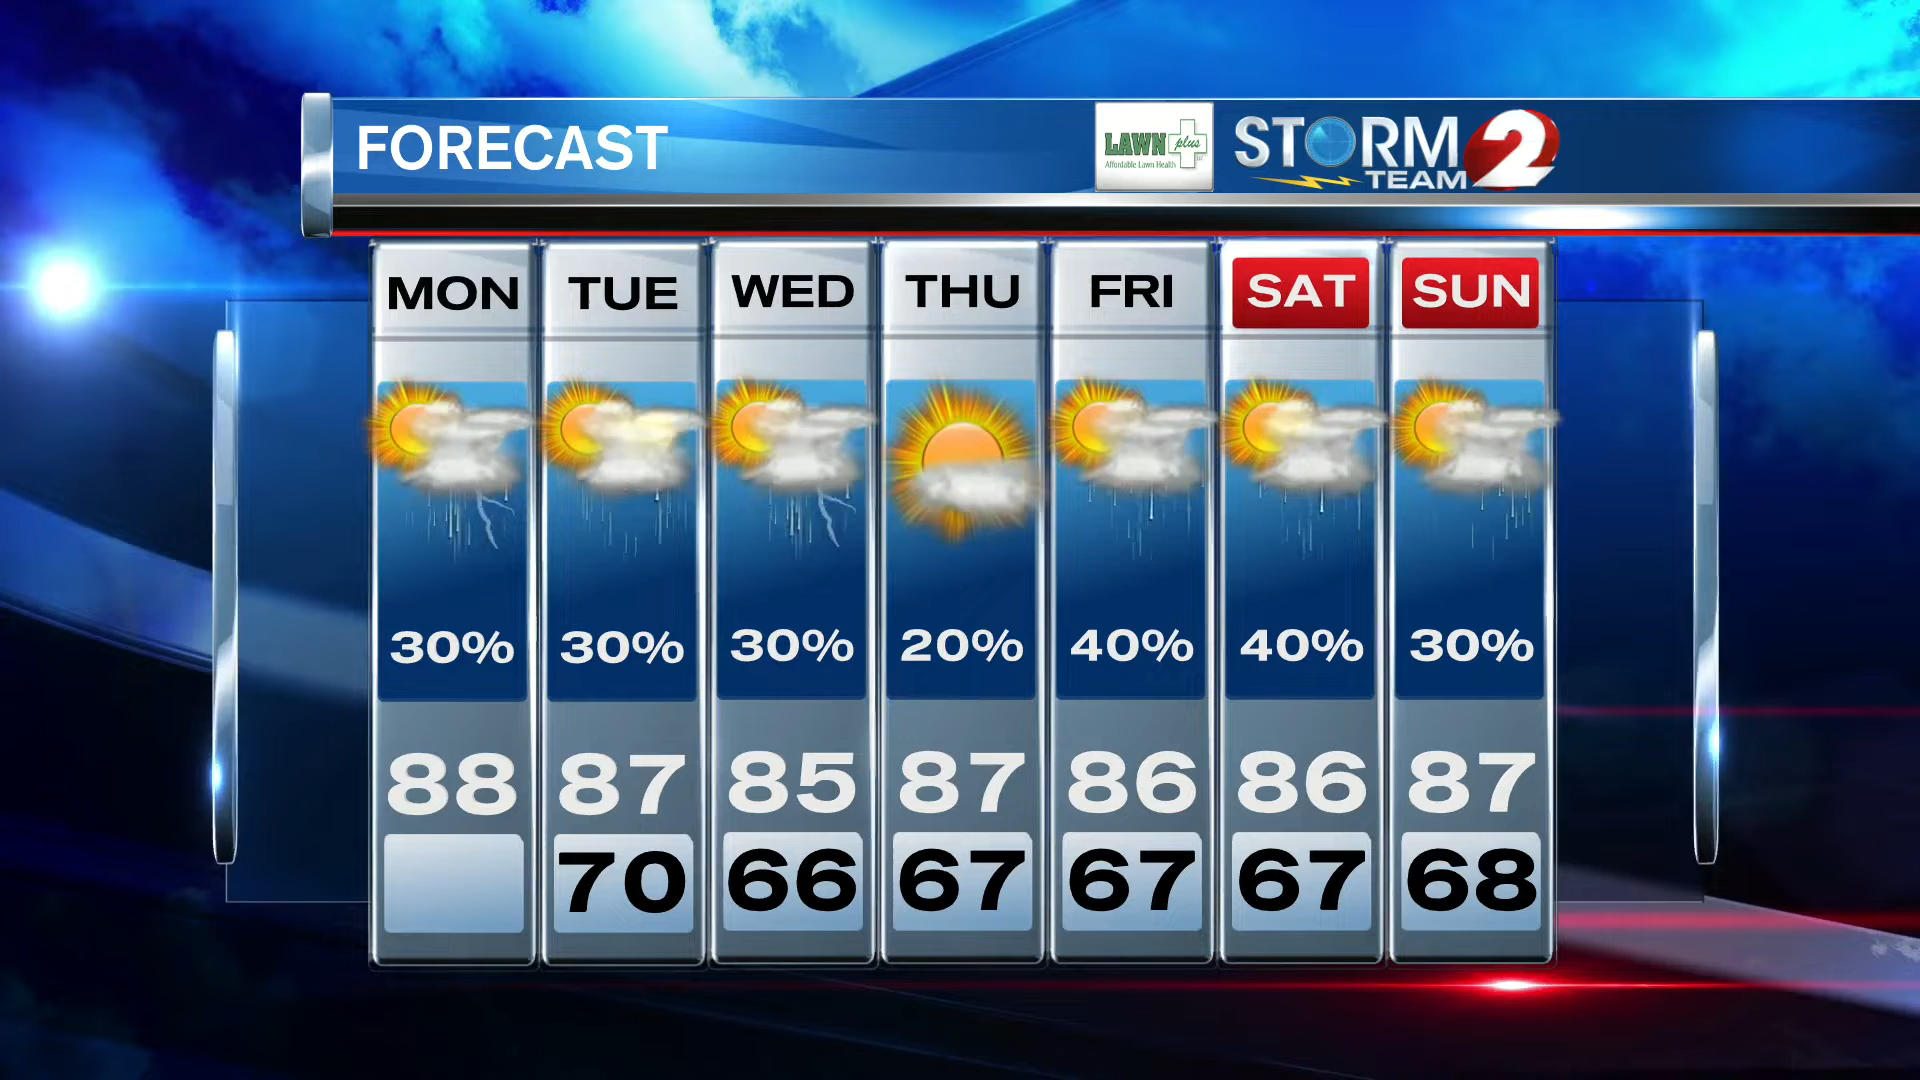 FORECAST
LAWN plus
Affordable Lawn Health
STORM
TEAM 2
MON TUE WED THU FRI SAT SUN
30% 30% 30% 20% 40% 40% 30%
88 87 85 87 86 86 87
70 66 67 67 67 68